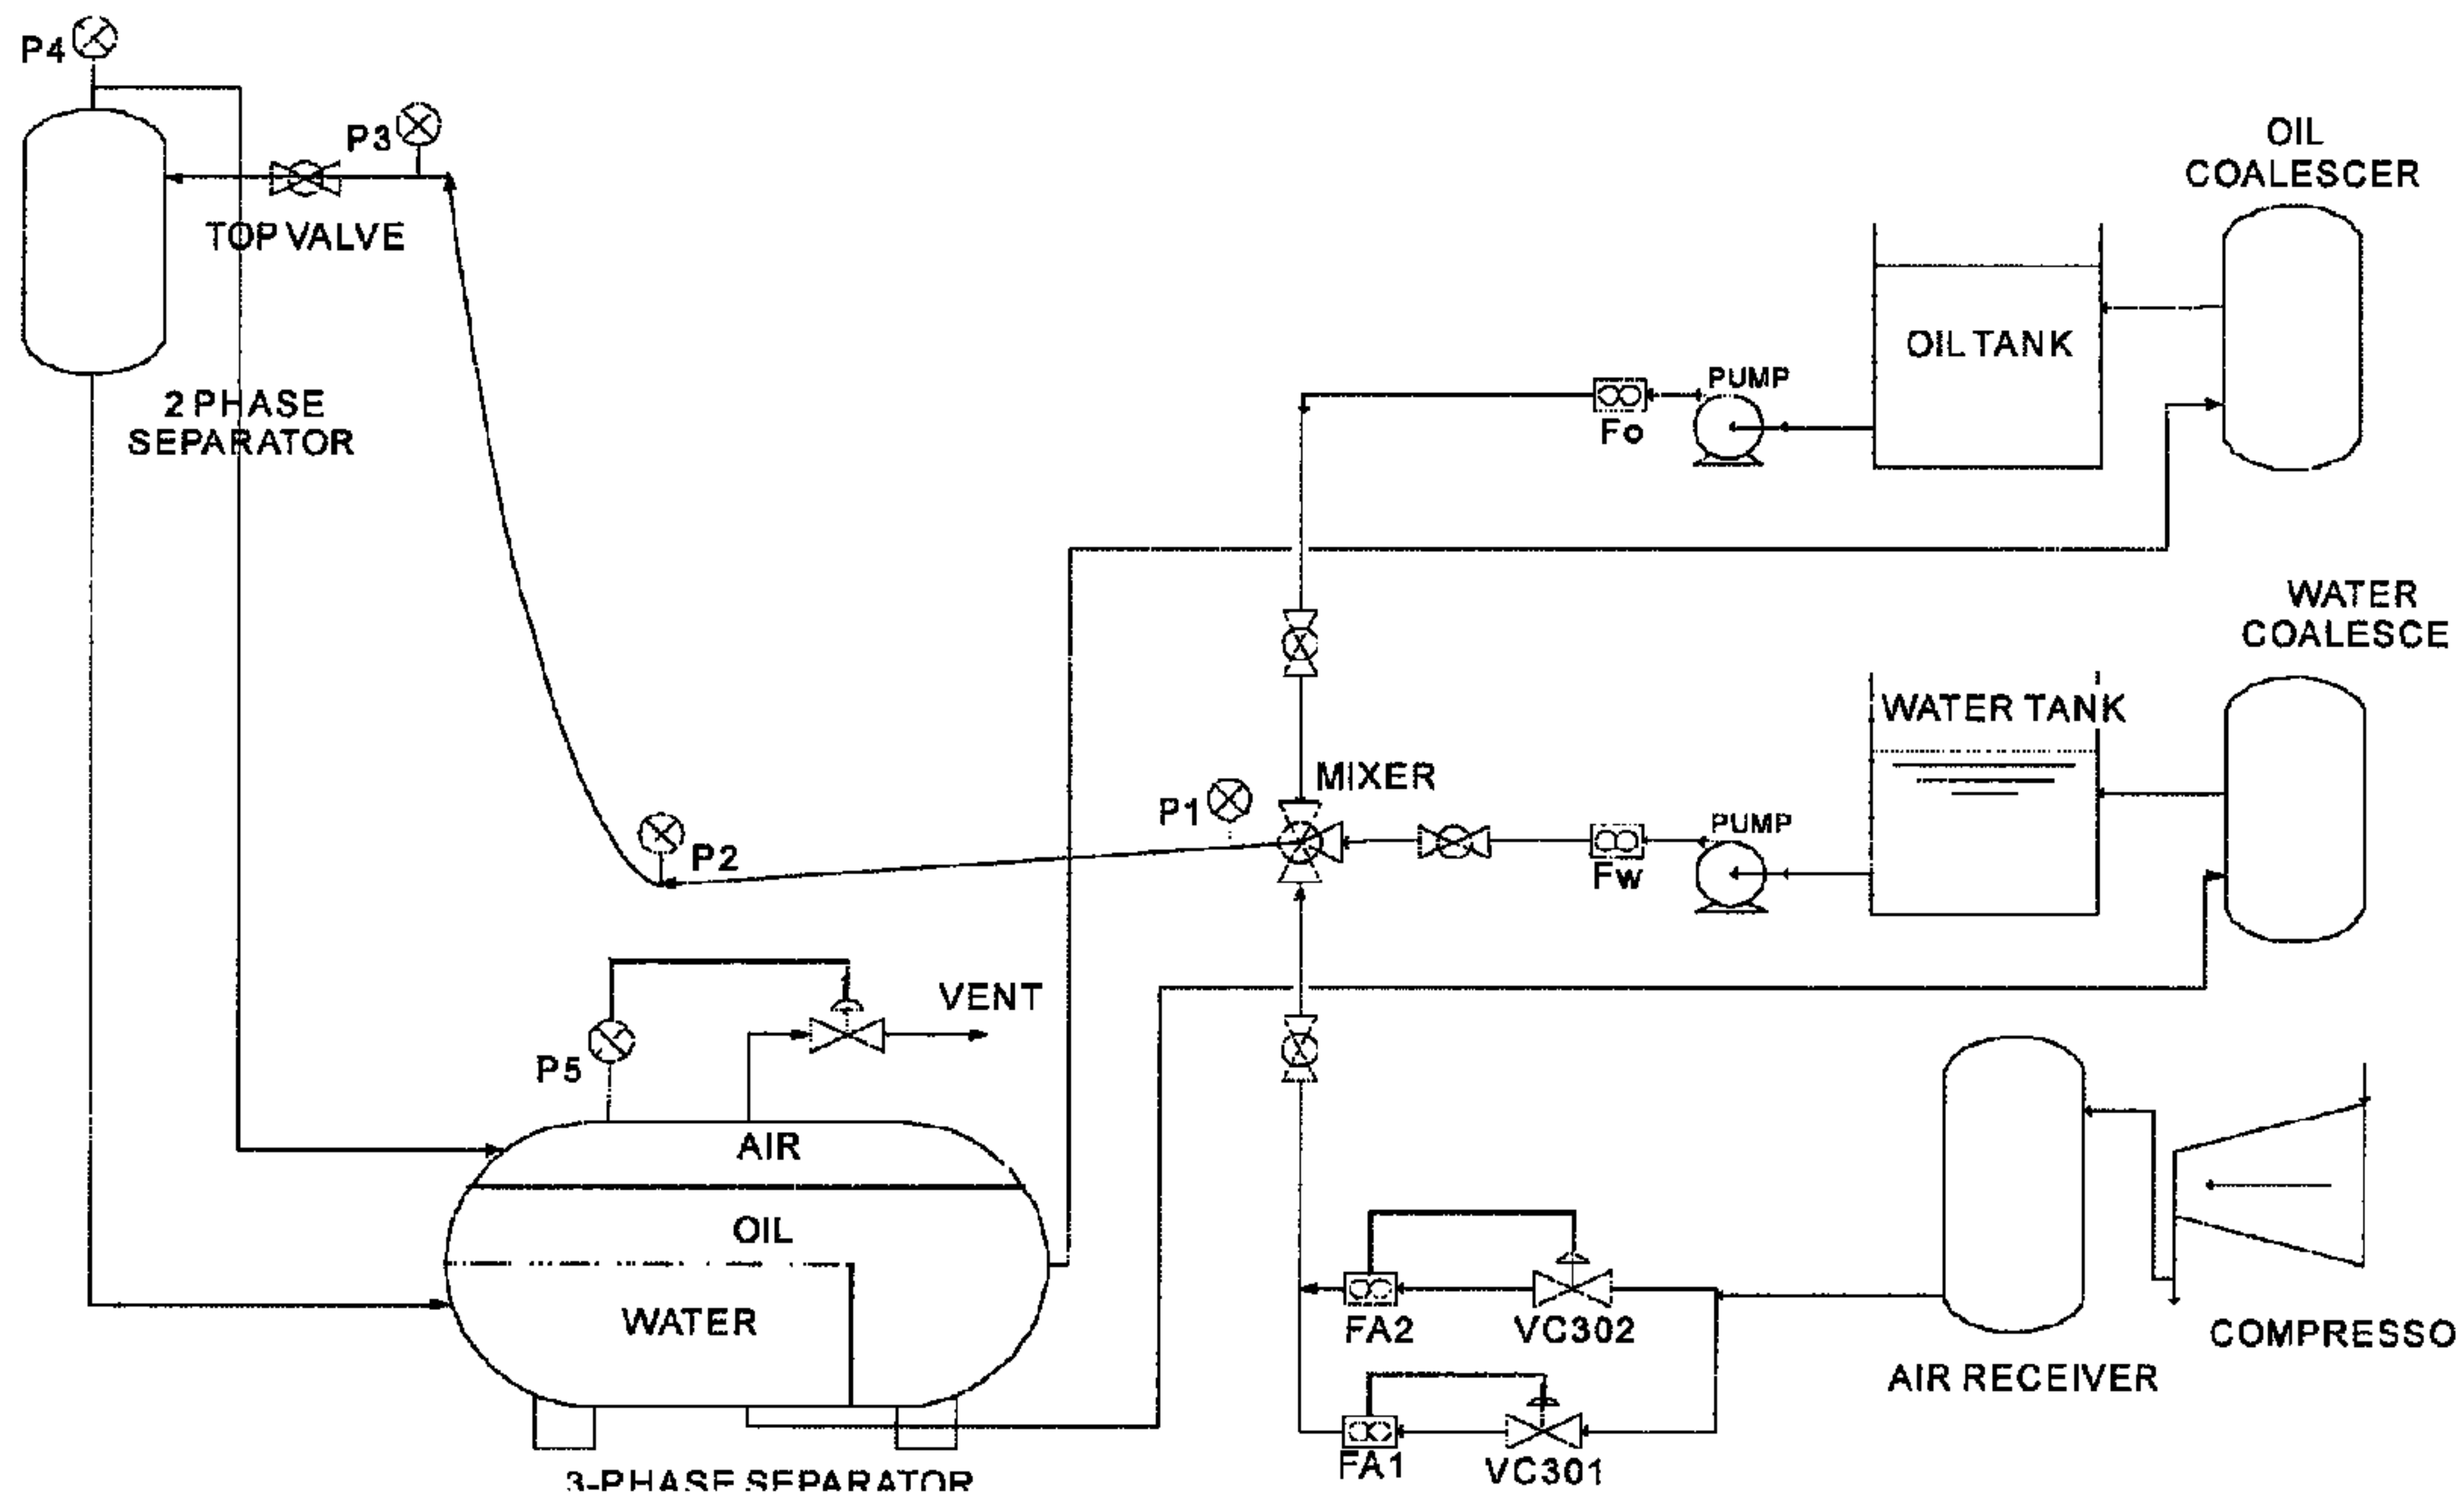 P4
P3
TOP VALVE
2 PHASE
SEPARATOR
OIL
COALESCER
OIL TANK
PUMP
Fo
WATER
COALESCE
WATER TANK
MIXER
P1
PUMP
Fw
P2
VENT
P5
AIR
OIL
WATER
3-PHASE SEPARATOR
FA2
VC302
FA1
VC301
AIR RECEIVER
COMPRESSO